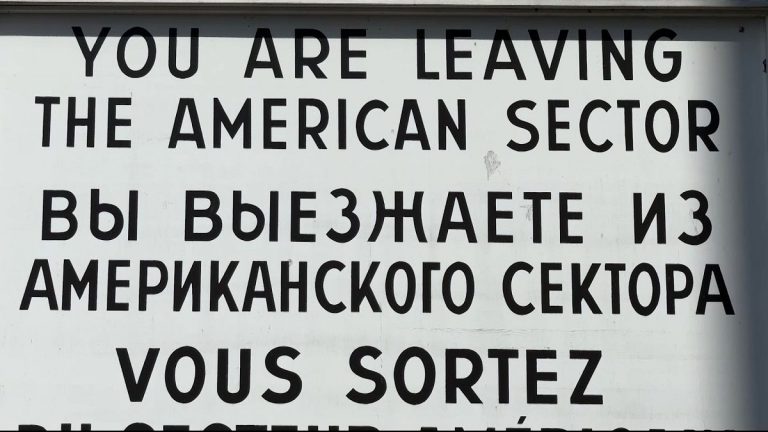 YOU ARE LEAVING
THE AMERICAN SECTOR
ВЫ ВЫЕЗЖАЕТЕ ИЗ
АМЕРИКАНСКОГО СЕКТОРА
VOUS SORTEZ